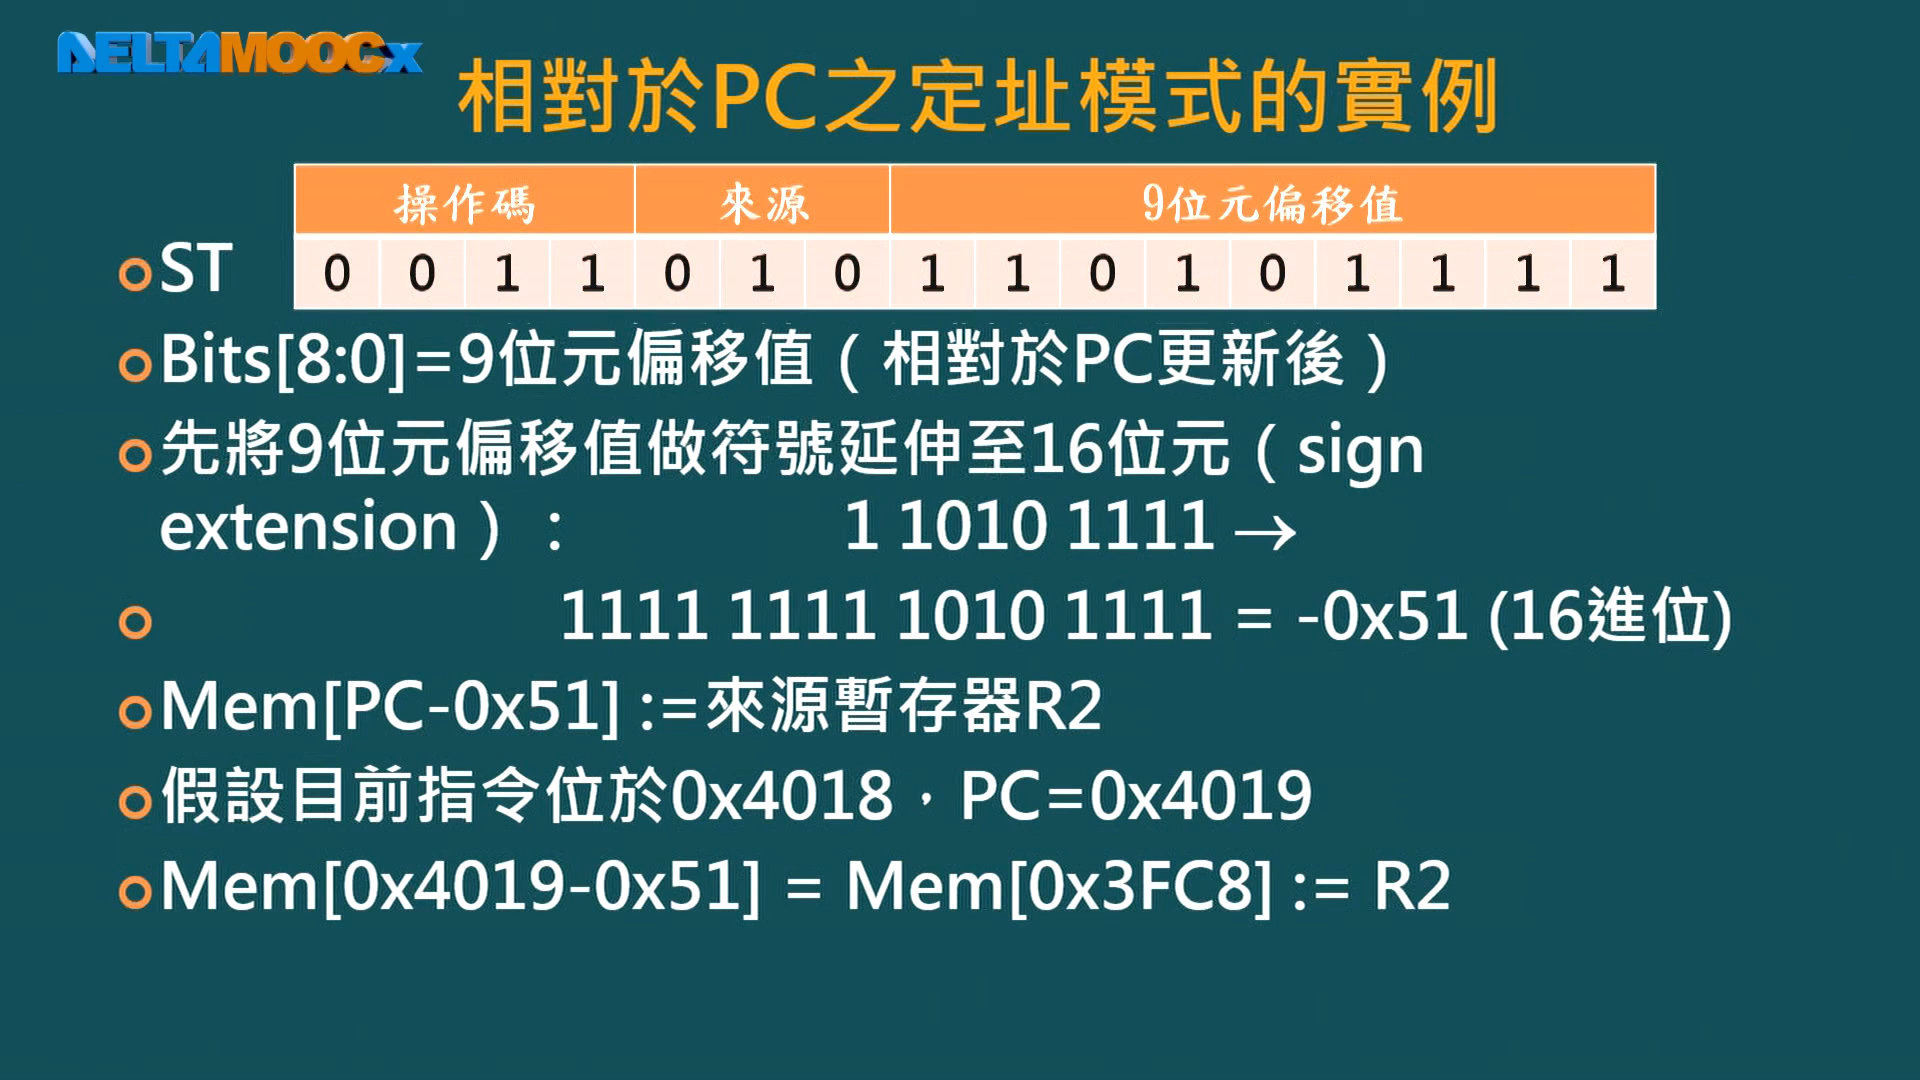 DELTAMOOCx
相對於PC之定址模式的實例
操作碼 來源 9位元偏移值
ST 0 0 1 1 0 1 0 1 1 0 1 0 1 1 1 1
Bits[8:0]=9位元偏移值（相對於PC更新後）
先將9位元偏移值做符號延伸至16位元（sign
extension）： 1 1010 1111 →
1111 1111 1010 1111 = -0x51 (16進位)
Mem[PC-0x51] :=來源暫存器R2
假設目前指令位於0x4018，PC=0x4019
Mem[0x4019-0x51] = Mem[0x3FC8] := R2